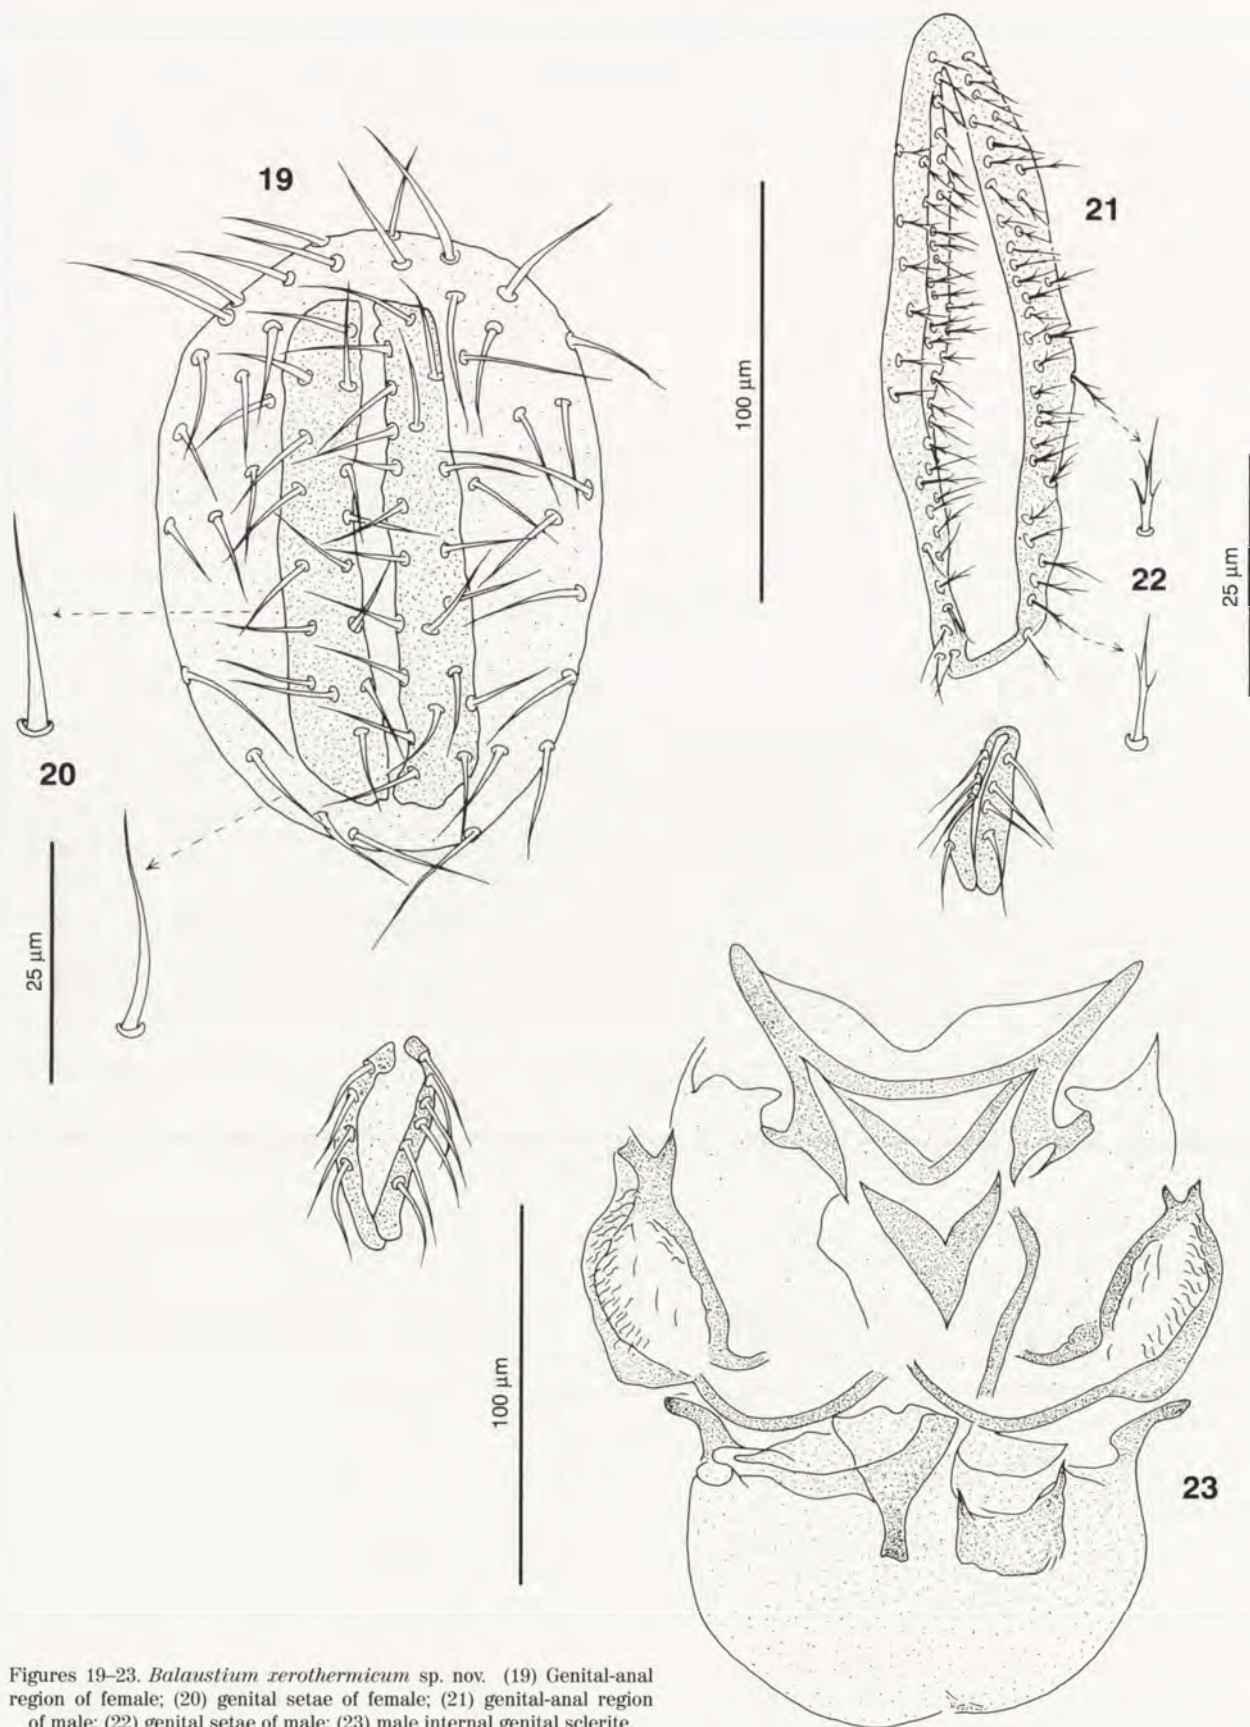 19
21
100 µm
22
25 µm
20
25 µm
100 µm
23
Figures 19–23. Balaustium xerothermicum sp. nov. (19) Genital-anal
region of female; (20) genital setae of female; (21) genital-anal region
of male; (22) genital setae of male; (23) male internal genital sclerite